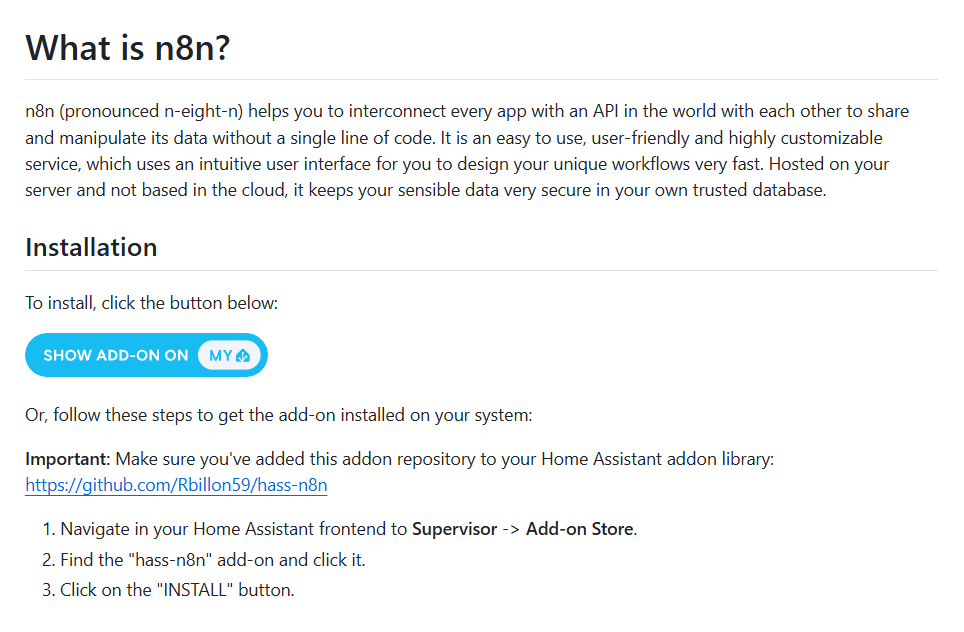 What is n8n?
n8n (pronounced n-eight-n) helps you to interconnect every app with an API in the world with each other to share
and manipulate its data without a single line of code. It is an easy to use, user-friendly and highly customizable
service, which uses an intuitive user interface for you to design your unique workflows very fast. Hosted on your
server and not based in the cloud, it keeps your sensible data very secure in your own trusted database.
Installation
To install, click the button below:
SHOW ADD-ON ON MY
Or, follow these steps to get the add-on installed on your system:
Important: Make sure you've added this addon repository to your Home Assistant addon library:
https://github.com/Rbillon59/hass-n8n
1. Navigate in your Home Assistant frontend to Supervisor -> Add-on Store.
2. Find the "hass-n8n" add-on and click it.
3. Click on the "INSTALL" button.